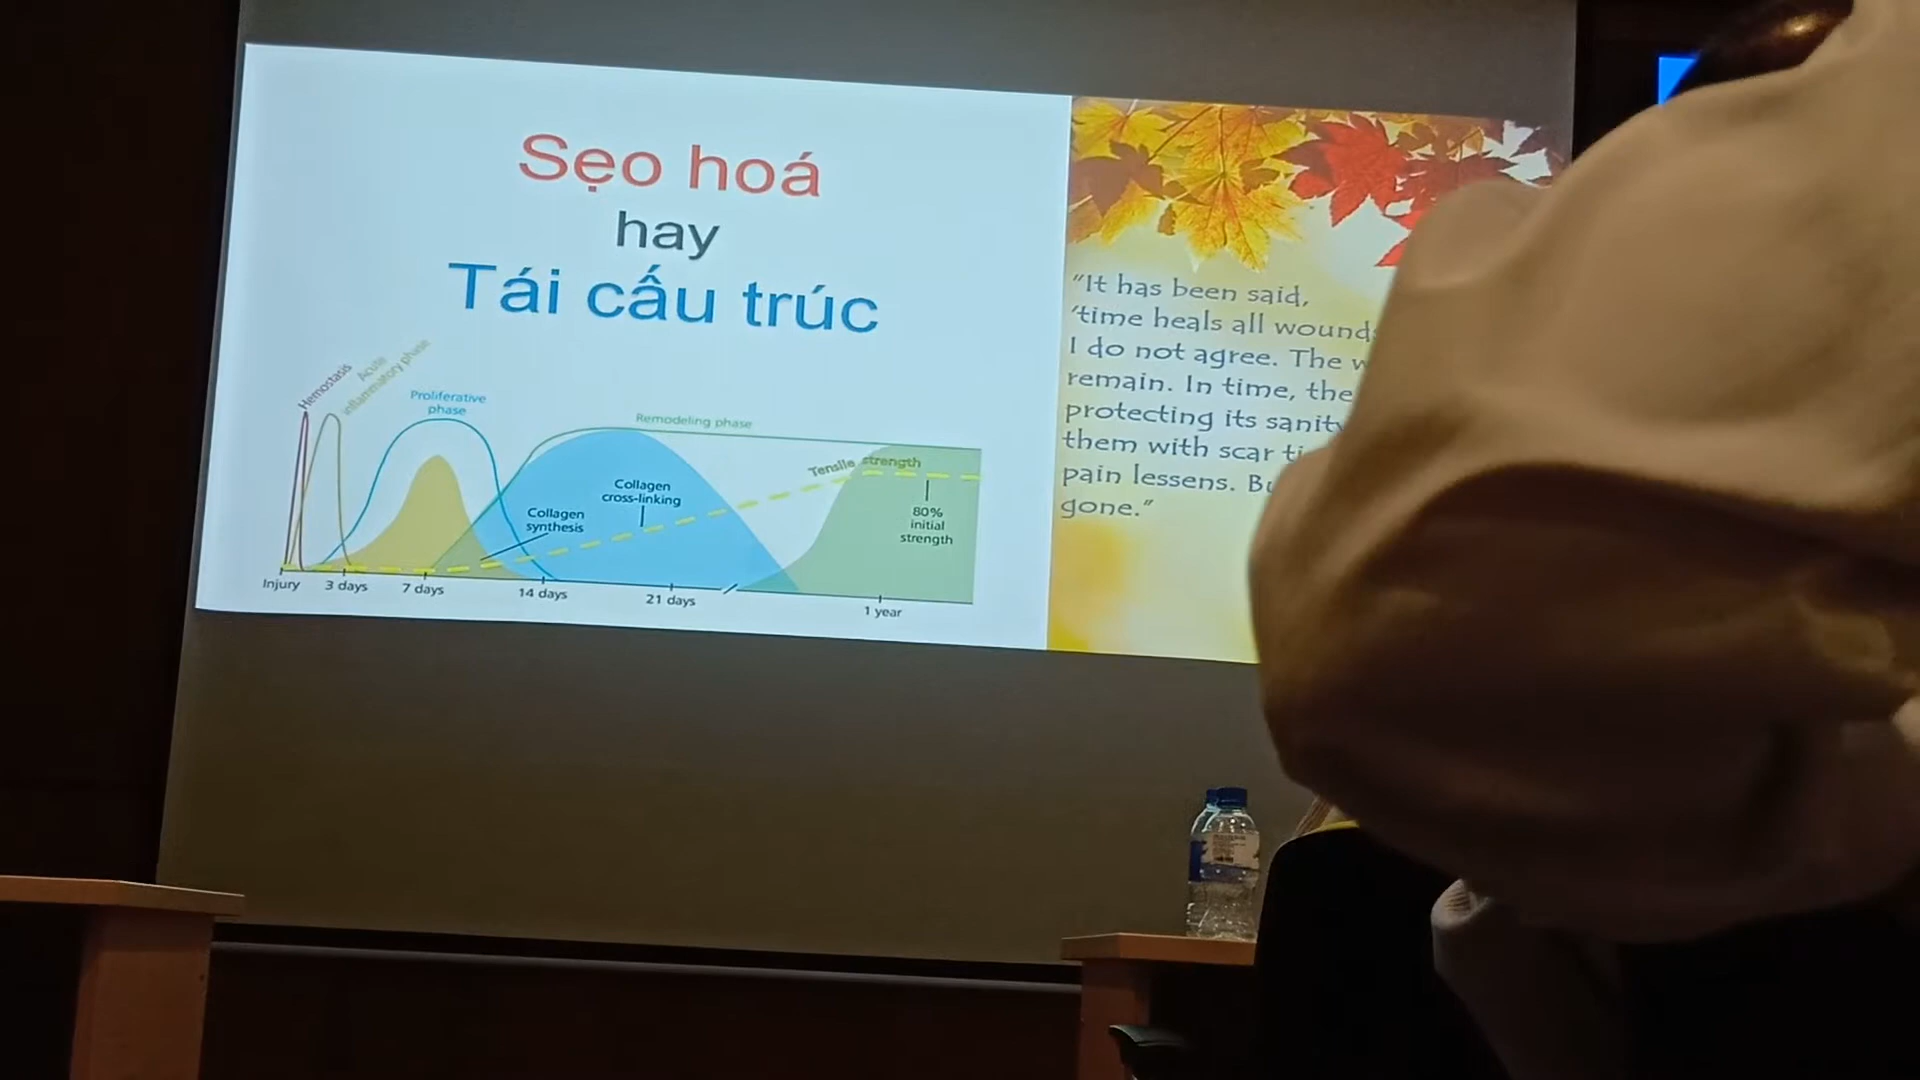 Sẹo hoá
hay
Tái cấu trúc
Hemostasis
Acute
inflammatory phase
Proliferative
phase
Remodeling phase
Tensile strength
Collagen
cross-linking
Collagen
synthesis
80%
initial
strength
Injury
3 days
7 days
14 days
21 days
1 year
"It has been said,
'time heals all wounds
I do not agree. The
remain. In time, the
protecting its sanity
them with scar
pain lessens.
gone."